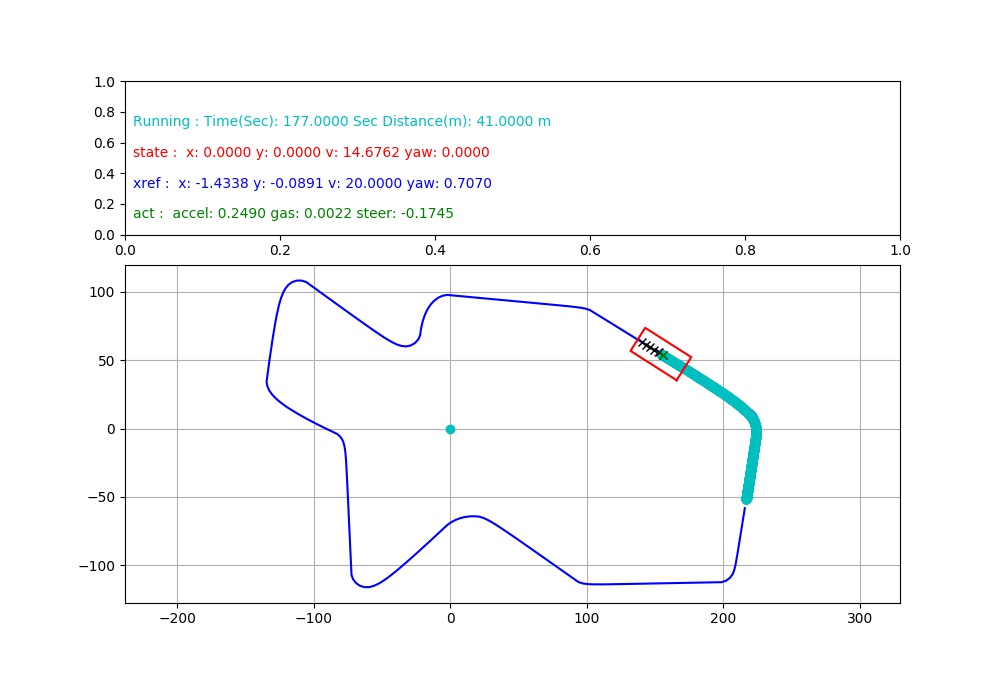 1.0
0.8
Running : Time(Sec): 177.0000 Sec Distance(m): 41.0000 m
0.6
state :  x: 0.0000 y: 0.0000 v: 14.6762 yaw: 0.0000
0.4
xref :  x: -1.4338 y: -0.0891 v: 20.0000 yaw: 0.7070
0.2
act :  accel: 0.2490 gas: 0.0022 steer: -0.1745
0.0
0.0 0.2 0.4 0.6 0.8 1.0
100
50
0
−50
−100
−200 −100 0 100 200 300